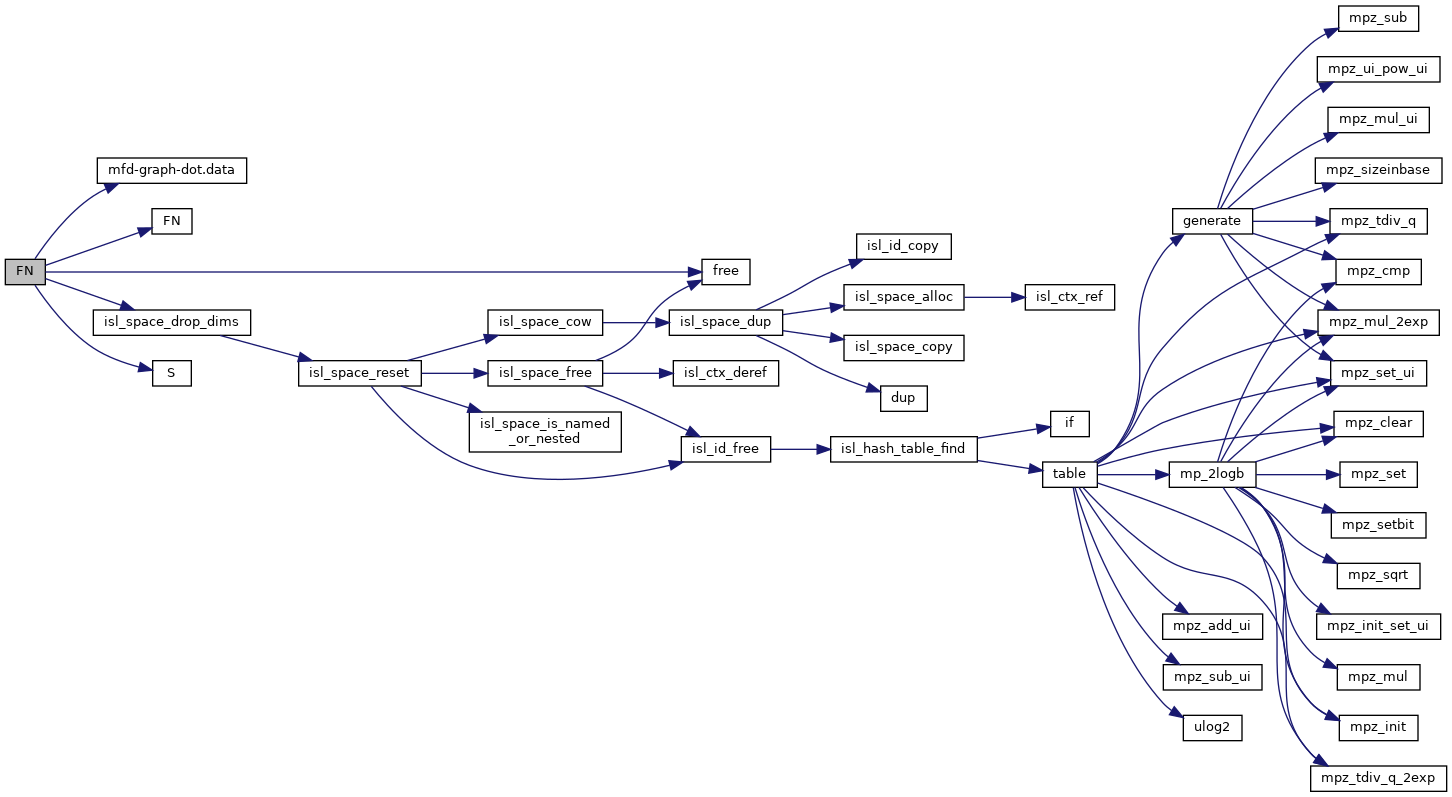 mpz_sub
mpz_ui_pow_ui
mpz_mul_ui
mfd-graph-dot.data
mpz_sizeinbase
FN
generate
mpz_tdiv_q
isl_id_copy
FN
free
mpz_cmp
isl_space_alloc
isl_ctx_ref
isl_space_drop_dims
isl_space_cow
isl_space_dup
mpz_mul_2exp
isl_space_copy
S
isl_space_reset
isl_space_free
isl_ctx_deref
mpz_set_ui
dup
isl_space_is_named
_or_nested
if
mpz_clear
isl_id_free
isl_hash_table_find
table
mp_2logb
mpz_set
mpz_setbit
mpz_sqrt
mpz_add_ui
mpz_init_set_ui
mpz_sub_ui
mpz_mul
ulog2
mpz_init
mpz_tdiv_q_2exp